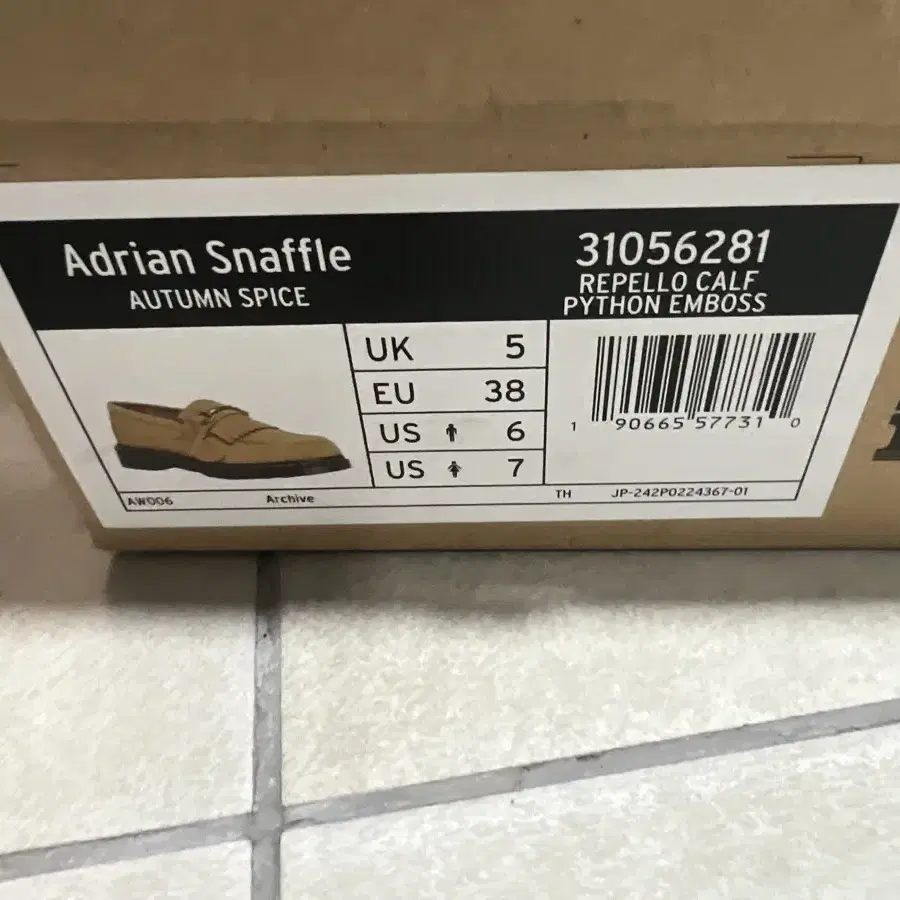 Adrian Snaffle
AUTUMN SPICE
31056281
REPELLO CALF
PYTHON EMBOSS
UK 5
EU 38
US 6
US 7
1 90665 57731 0
AW006 Archive TH JP-242P0224367-01